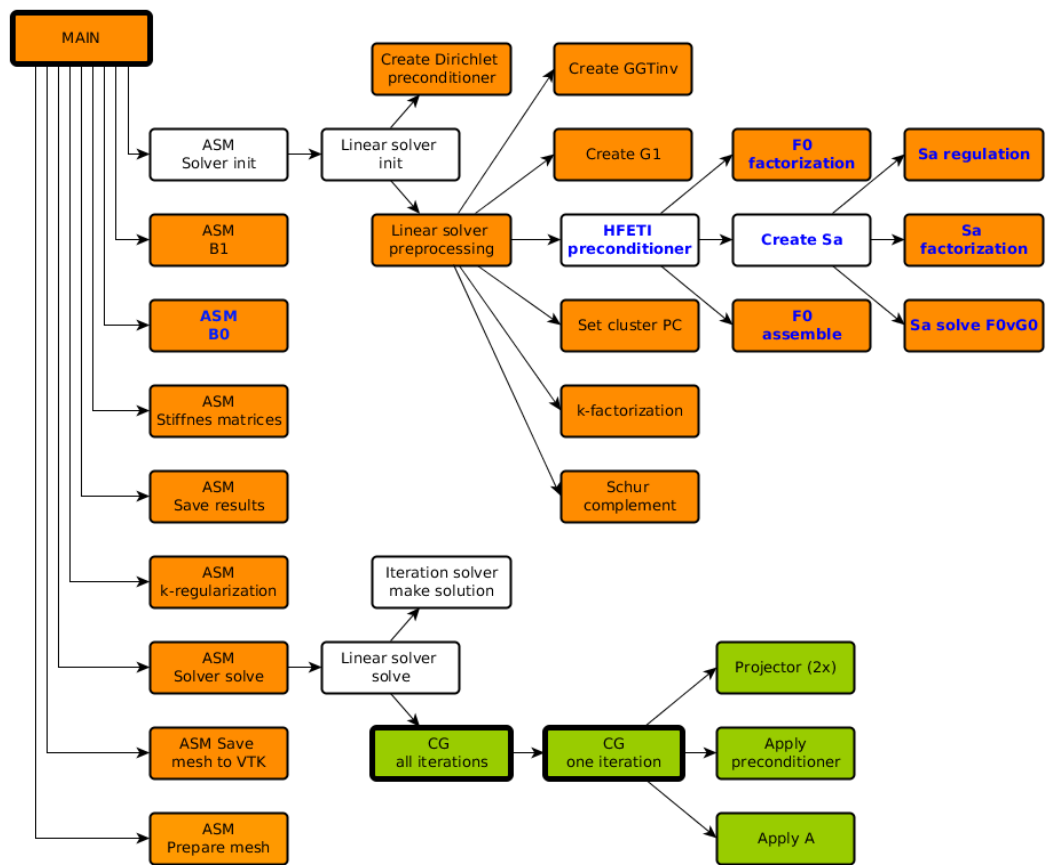 MAIN
Create Dirichlet
preconditioner
Create GGTinv
ASM
Solver init
Linear solver
init
Create G1
F0
factorization
Sa regulation
ASM
B1
Linear solver
preprocessing
HFETI
preconditioner
Create Sa
Sa
factorization
ASM
B0
Set cluster PC
F0
assemble
Sa solve F0vG0
ASM
Stiffnes matrices
k-factorization
ASM
Save results
Schur
complement
ASM
k-regularization
Iteration solver
make solution
ASM
Solver solve
Linear solver
solve
Projector (2x)
ASM Save
mesh to VTK
CG
all iterations
CG
one iteration
Apply
preconditioner
ASM
Prepare mesh
Apply A